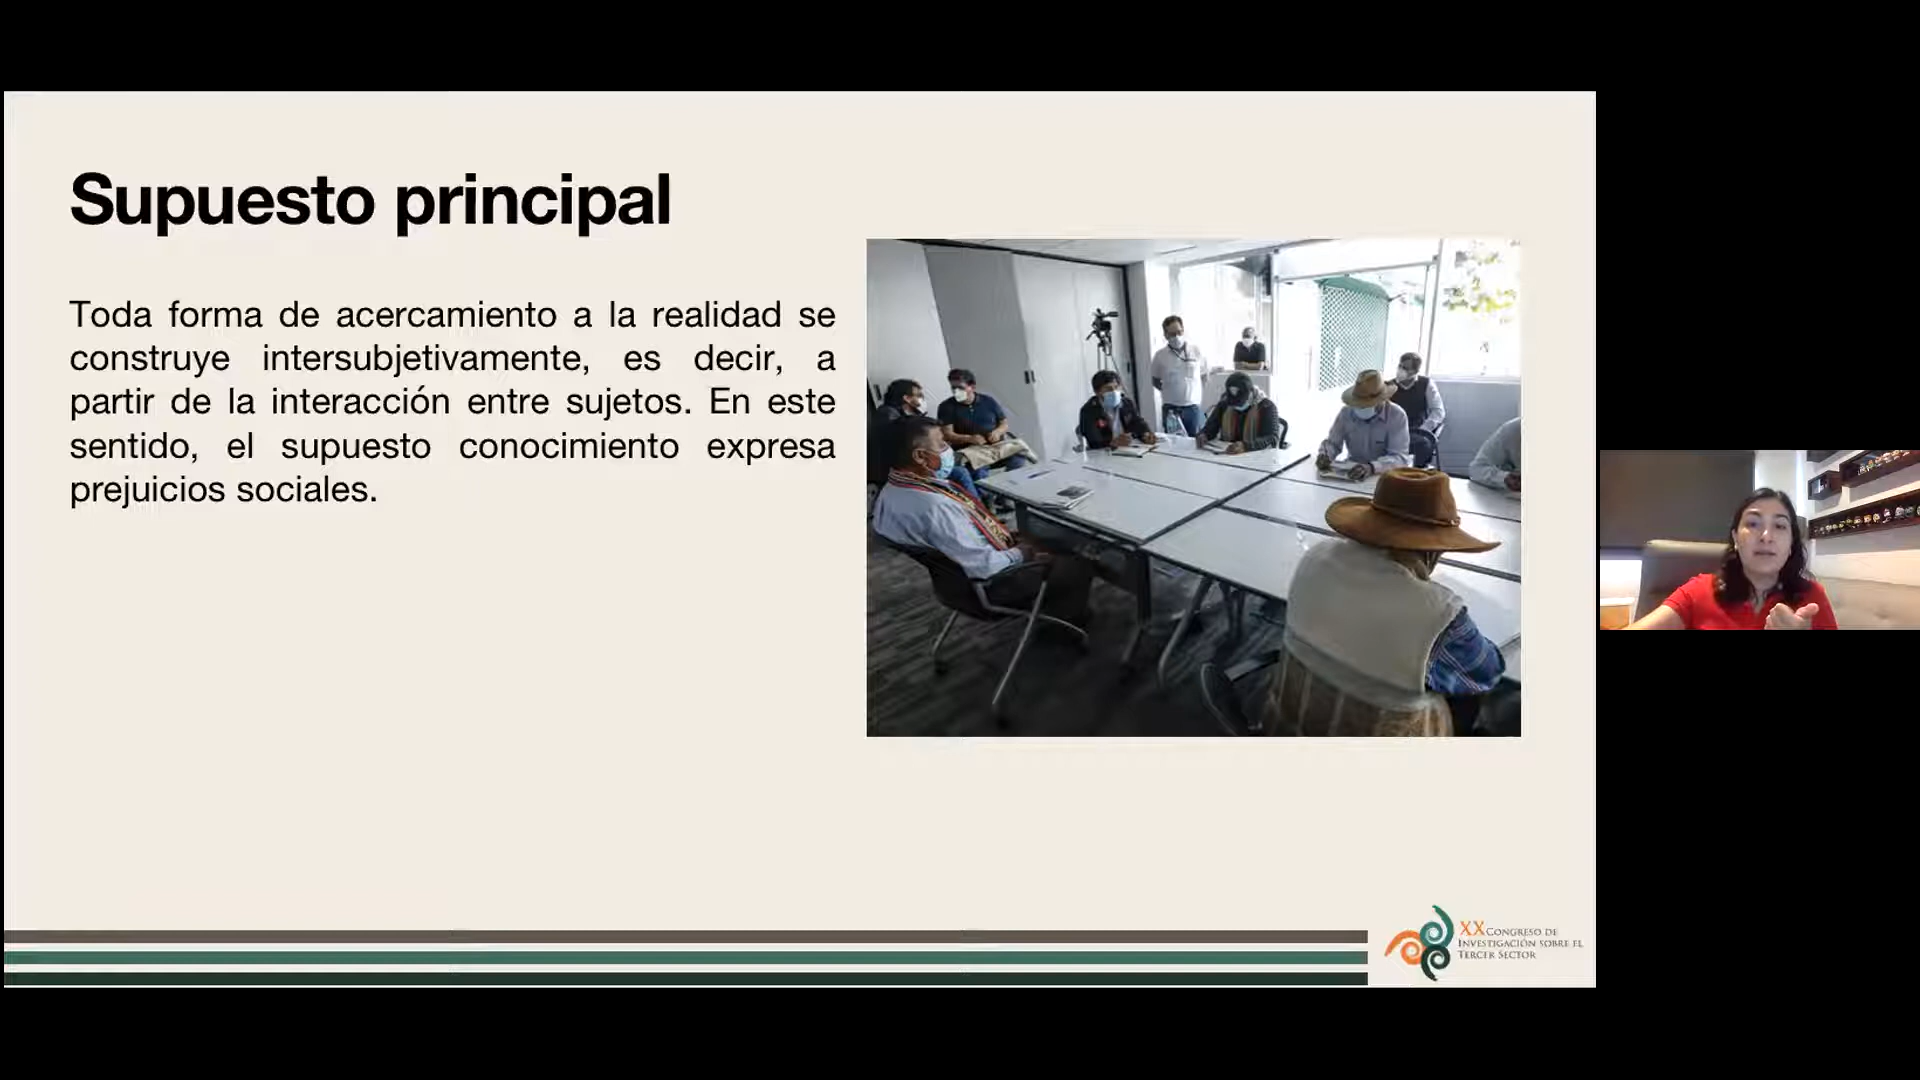 Supuesto principal
Toda forma de acercamiento a la realidad se
construye intersubjetivamente, es decir, a
partir de la interacción entre sujetos. En este
sentido, el supuesto conocimiento expresa
prejuicios sociales.
XX CONGRESO DE
INVESTIGACIÓN SOBRE EL
TERCER SECTOR